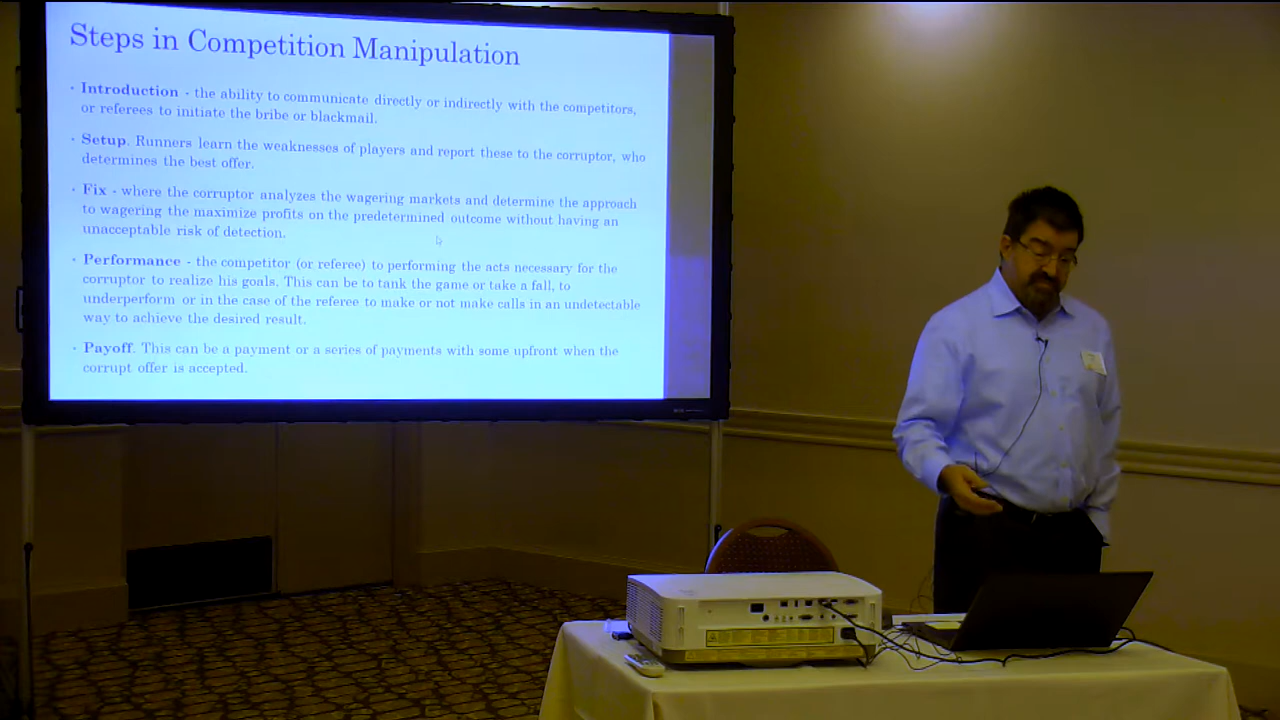 Steps in Competition Manipulation
• Introduction - the ability to communicate directly or indirectly with the competitors,
or referees to initiate the bribe or blackmail.
• Setup. Runners learn the weaknesses of players and report these to the corruptor, who
determines the best offer.
• Fix - where the corruptor analyzes the wagering markets and determine the approach
to wagering the maximize profits on the predetermined outcome without having an
unacceptable risk of detection.
• Performance - the competitor (or referee) to performing the acts necessary for the
corruptor to realize his goals. This can be to tank the game or take a fall, to
underperform or in the case of the referee to make or not make calls in an undetectable
way to achieve the desired result.
• Payoff. This can be a payment or a series of payments with some upfront when the
corrupt offer is accepted.